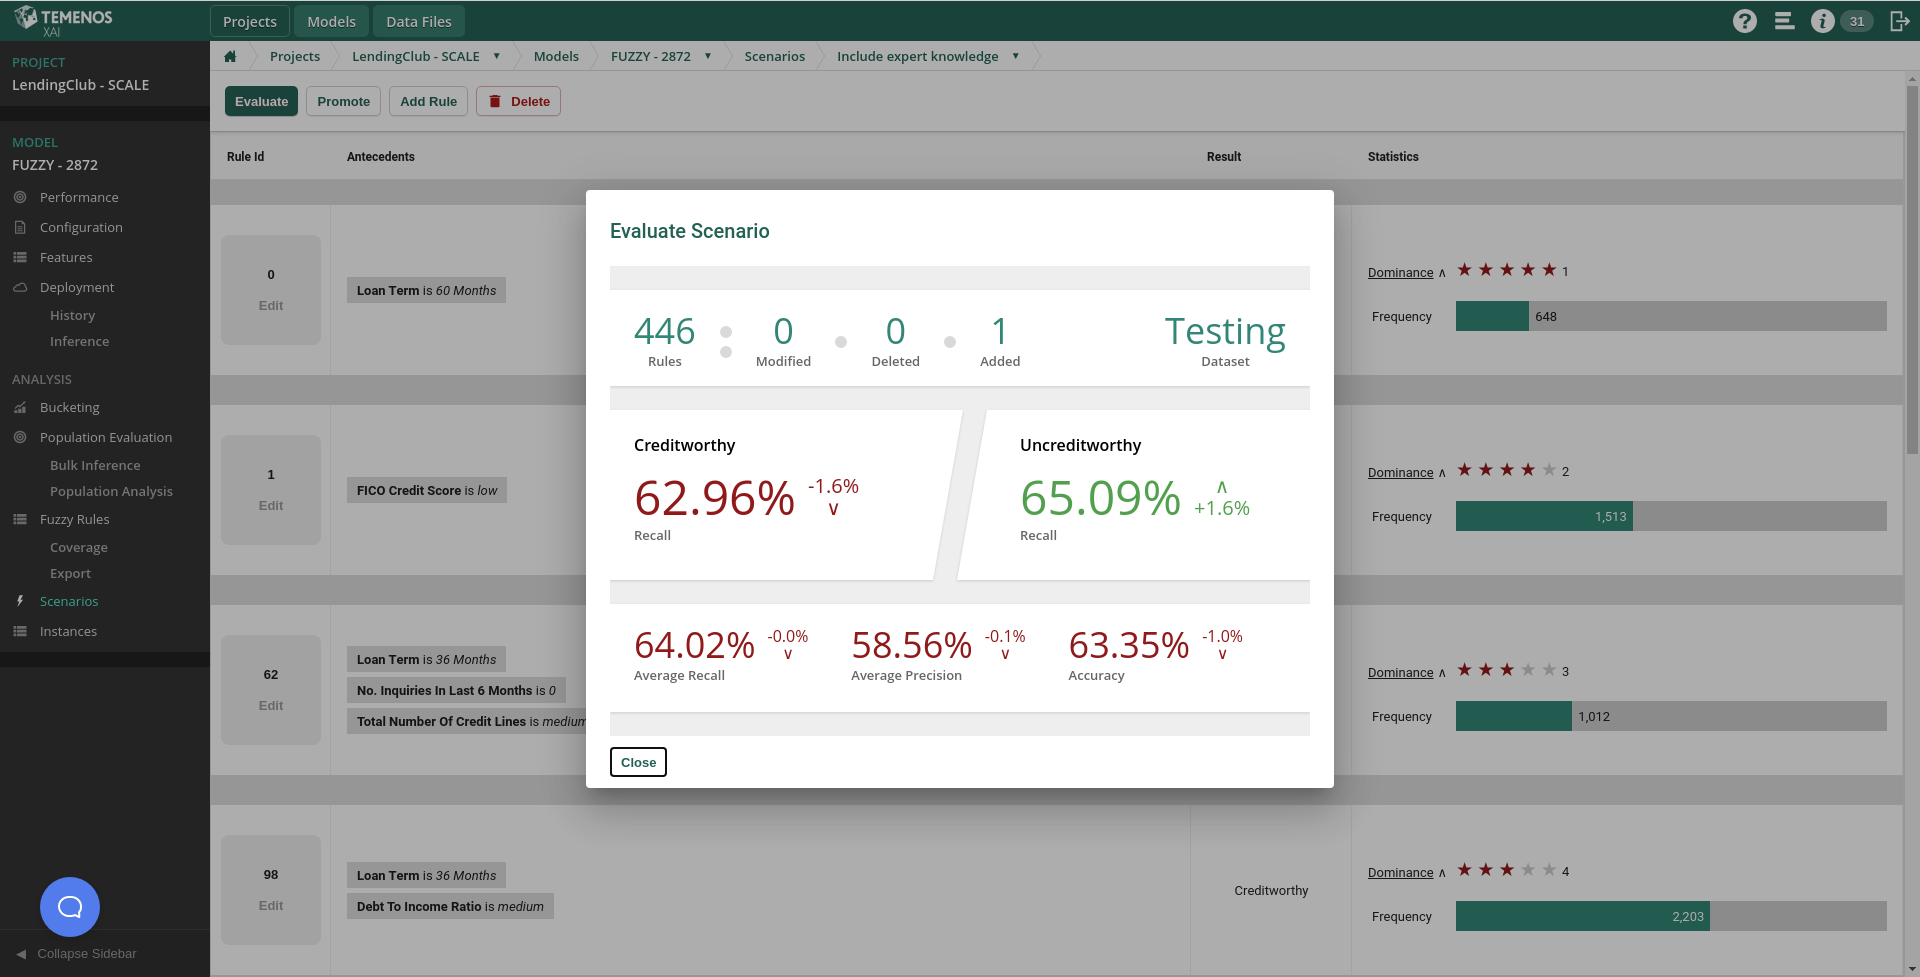 TEMENOS
XAI
Projects
Models
Data Files
31
Projects
LendingClub - SCALE
Models
FUZZY - 2872
Scenarios
Include expert knowledge
PROJECT
LendingClub - SCALE
MODEL
FUZZY - 2872
Performance
Configuration
Features
Deployment
History
Inference
ANALYSIS
Bucketing
Population Evaluation
Bulk Inference
Population Analysis
Fuzzy Rules
Coverage
Export
Scenarios
Instances
Collapse Sidebar
Evaluate
Promote
Add Rule
Delete
Rule Id
Antecedents
Result
Statistics
0
Edit
Loan Term is 60 Months
Dominance ∧ ★★★★★ 1
Frequency
648
1
Edit
FICO Credit Score is low
Dominance ∧ ★★★★★ 2
Frequency
1,513
62
Edit
Loan Term is 36 Months
No. Inquiries In Last 6 Months is 0
Total Number Of Credit Lines is medium
Dominance ∧ ★★★★★ 3
Frequency
1,012
98
Edit
Loan Term is 36 Months
Debt To Income Ratio is medium
Creditworthy
Dominance ∧ ★★★★★ 4
Frequency
2,203
Evaluate Scenario
446
Rules
0
Modified
0
Deleted
1
Added
Testing
Dataset
Creditworthy
62.96%
-1.6%
∨
Recall
Uncreditworthy
65.09%
∧
+1.6%
Recall
64.02%
-0.0%
∨
Average Recall
58.56%
-0.1%
∨
Average Precision
63.35%
-1.0%
∨
Accuracy
Close